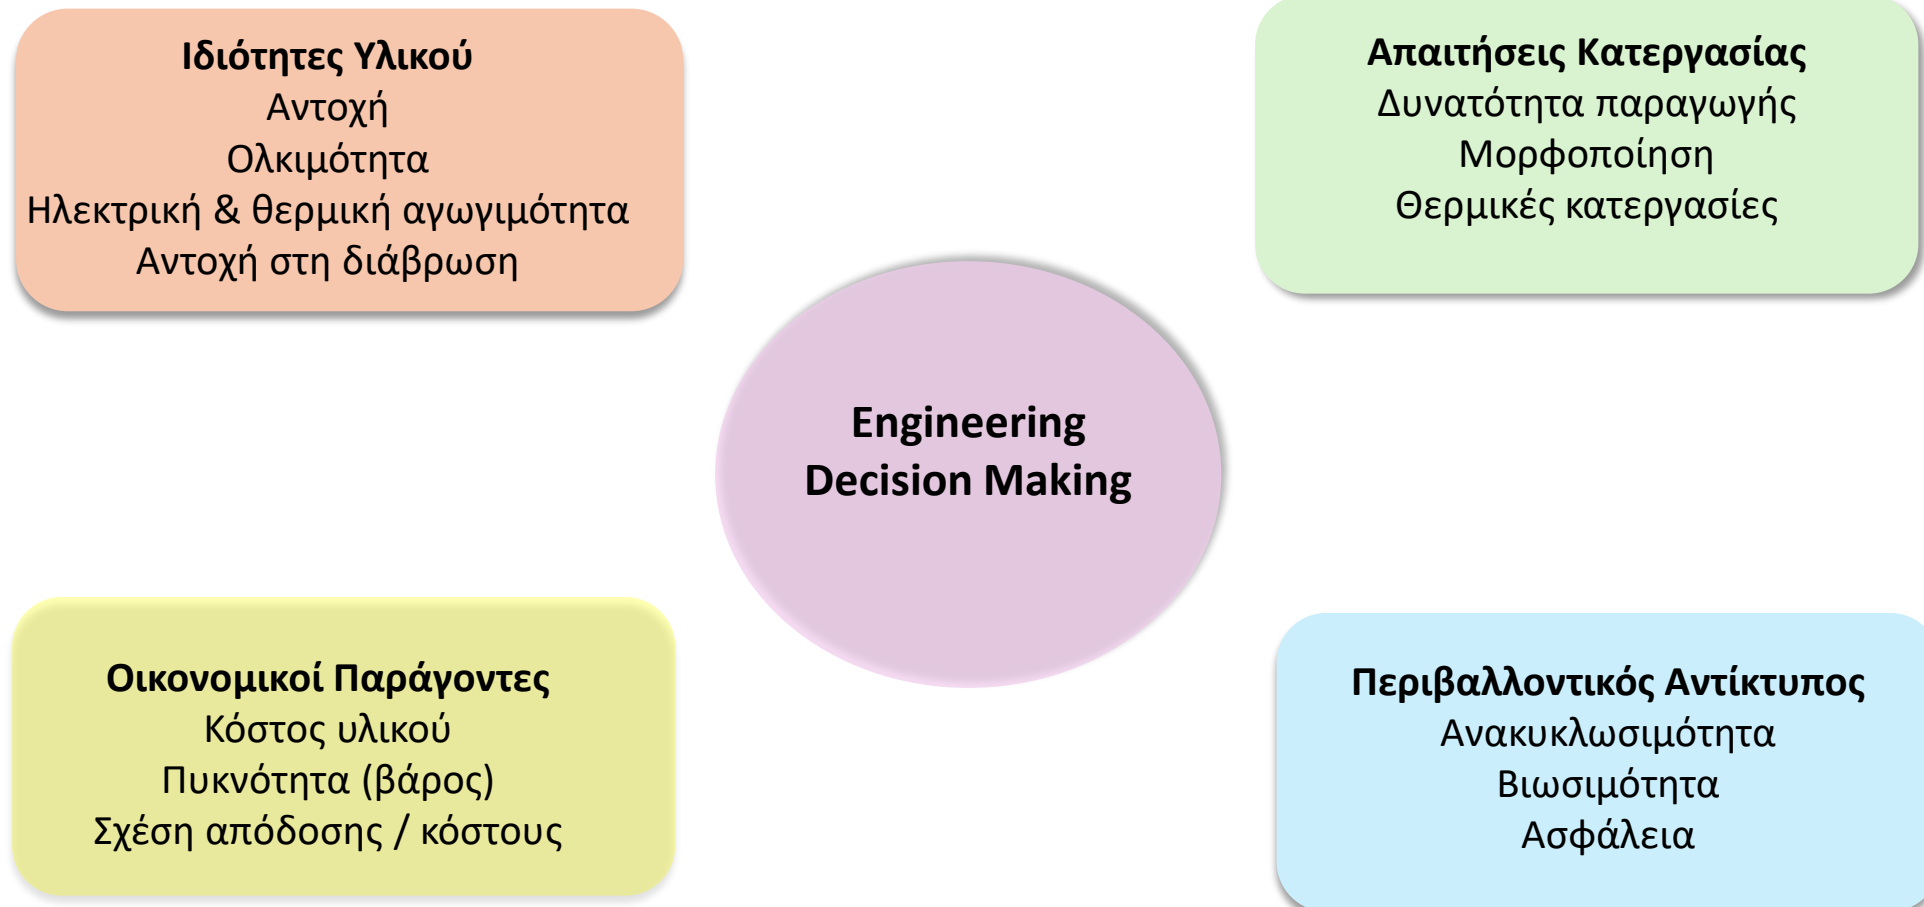 Ιδιότητες Υλικού
Αντοχή
Ολκιμότητα
Ηλεκτρική & θερμική αγωγιμότητα
Αντοχή στη διάβρωση
Απαιτήσεις Κατεργασίας
Δυνατότητα παραγωγής
Μορφοποίηση
Θερμικές κατεργασίες
Engineering
Decision Making
Οικονομικοί Παράγοντες
Κόστος υλικού
Πυκνότητα (βάρος)
Σχέση απόδοσης / κόστους
Περιβαλλοντικός Αντίκτυπος
Ανακυκλωσιμότητα
Βιωσιμότητα
Ασφάλεια